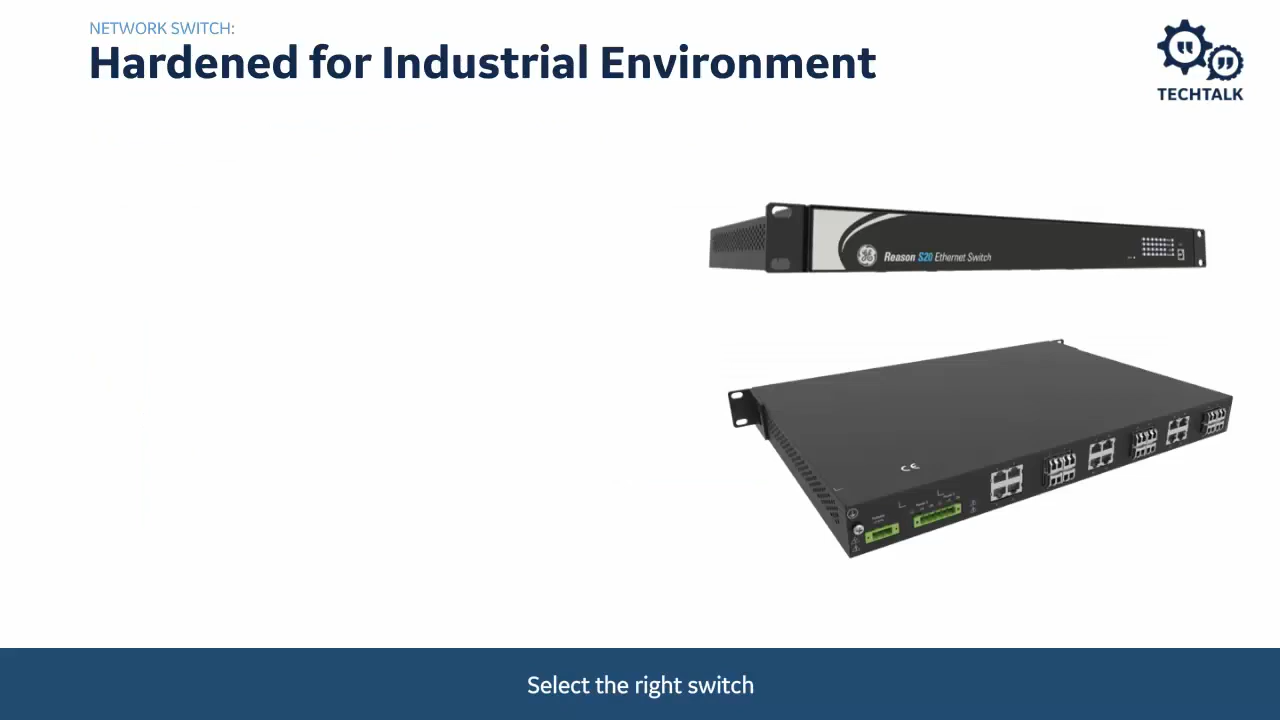 NETWORK SWITCH:
Hardened for Industrial Environment
TECHTALK
Reason S20 Ethernet Switch
CE
Select the right switch